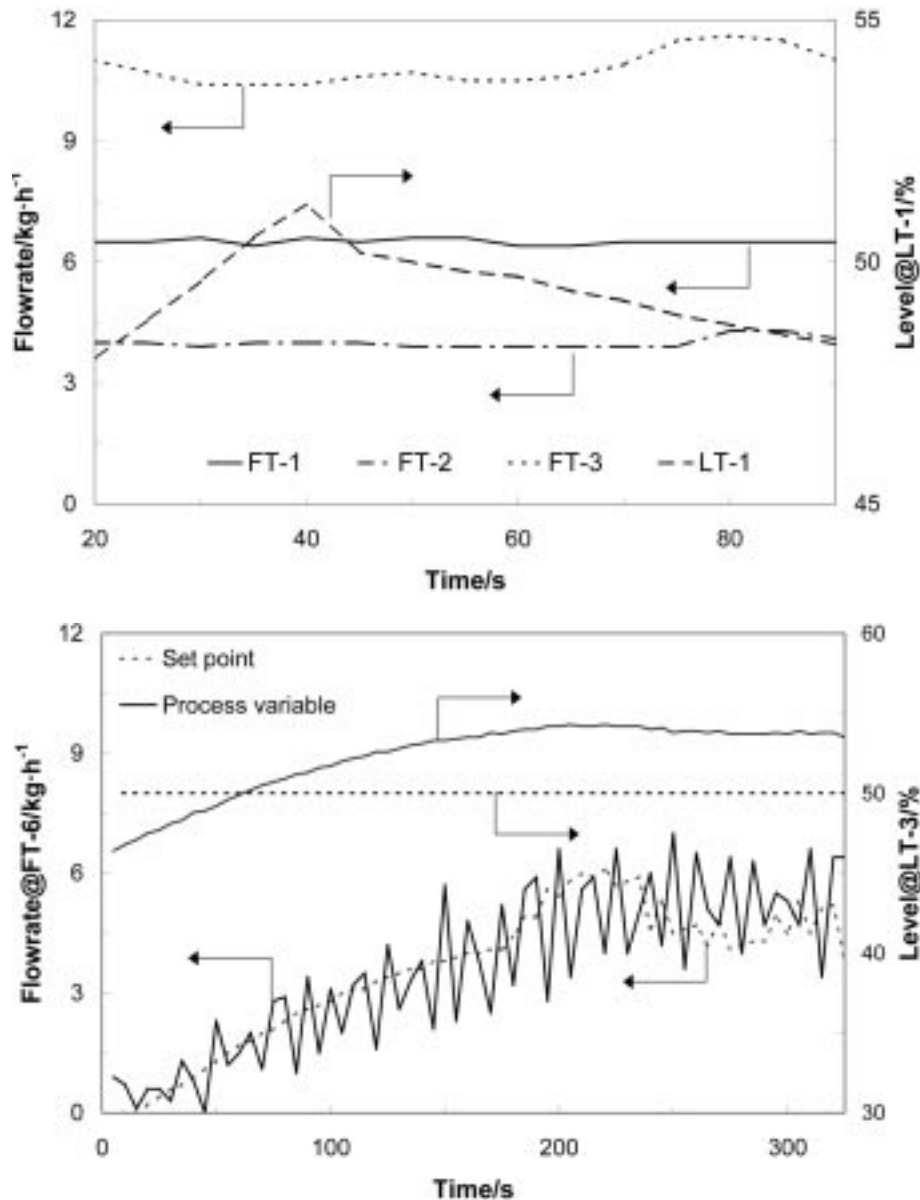 12
9
6
3
0
Flowrate/kg·h⁻¹
55
50
45
Level@LT-1/%
FT-1 FT-2 FT-3 LT-1
20 40 60 80
Time/s
12
9
6
3
0
Flowrate@FT-6/kg·h⁻¹
Set point
Process variable
60
50
40
30
Level@LT-3/%
0 100 200 300
Time/s